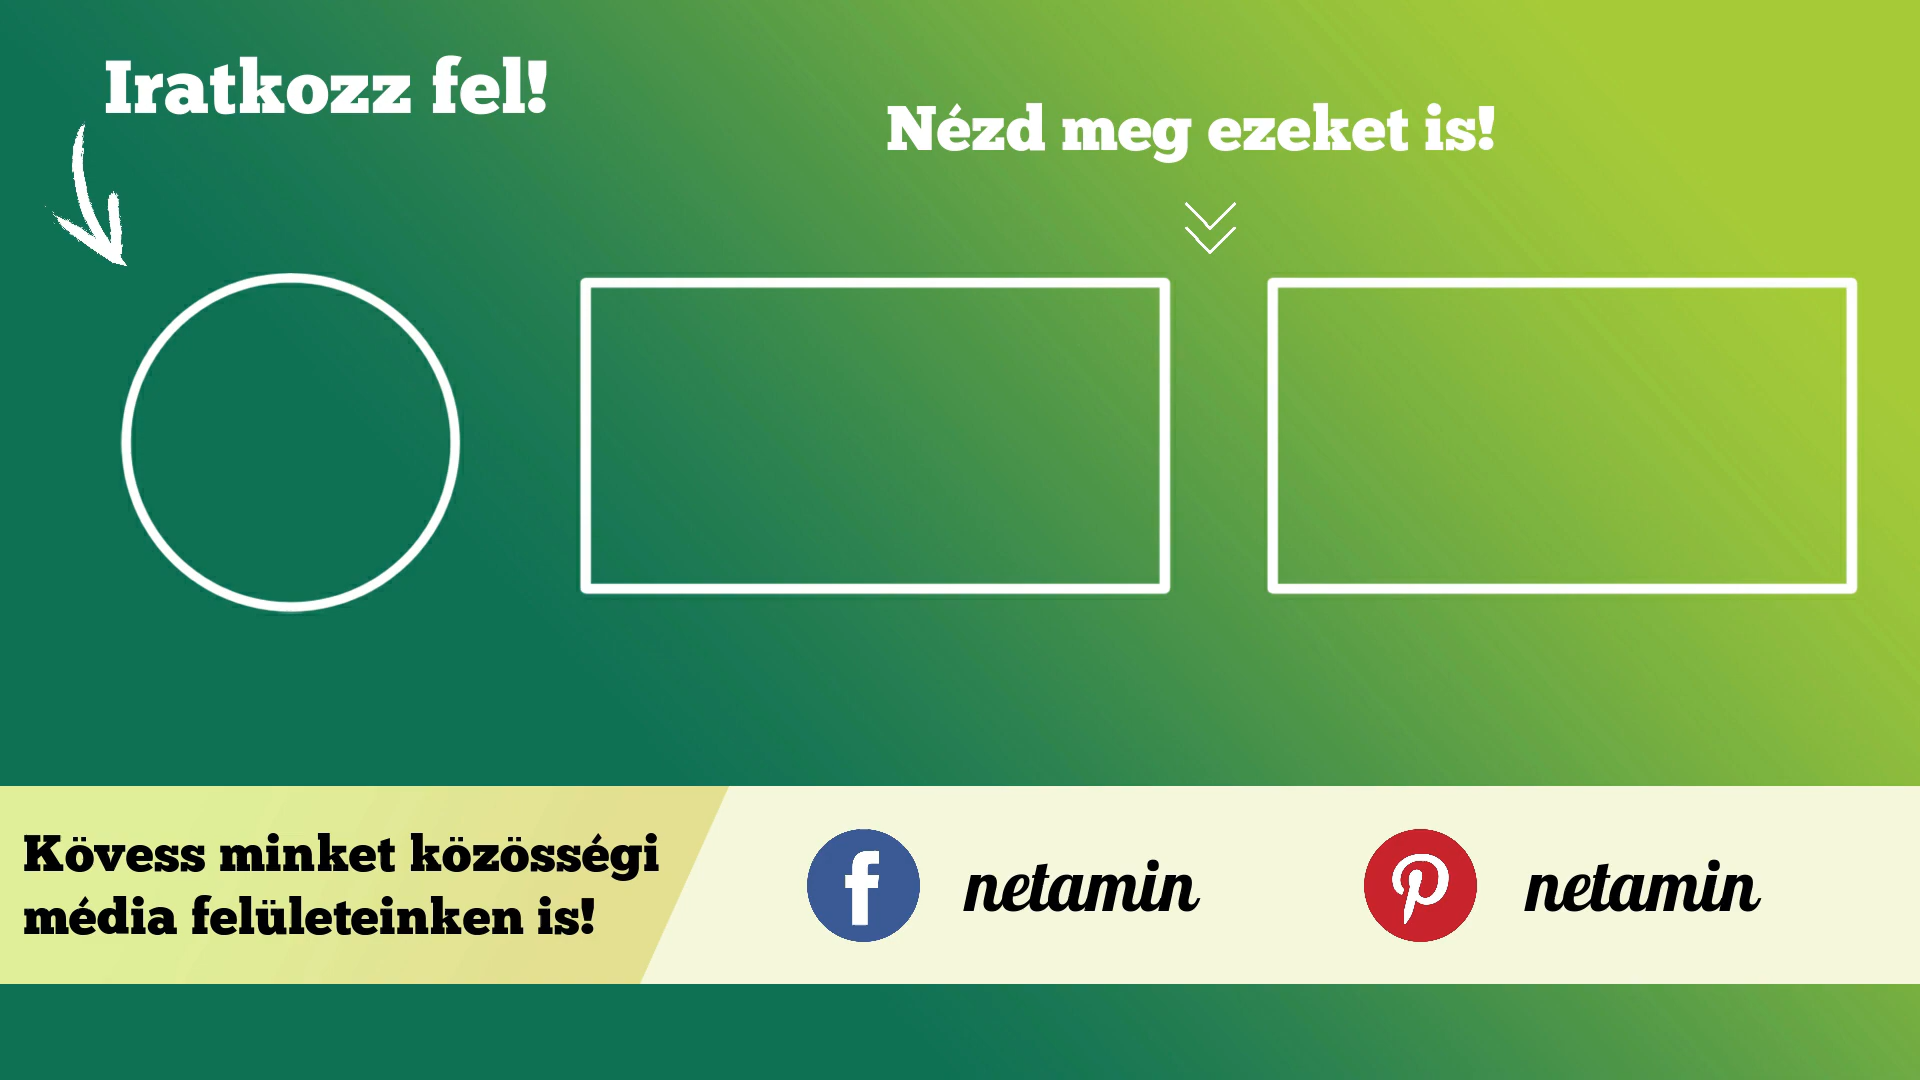 Iratkozz fel!
Nézd meg ezeket is!
Kövess minket közösségi
média felületeinken is!
netamin
netamin